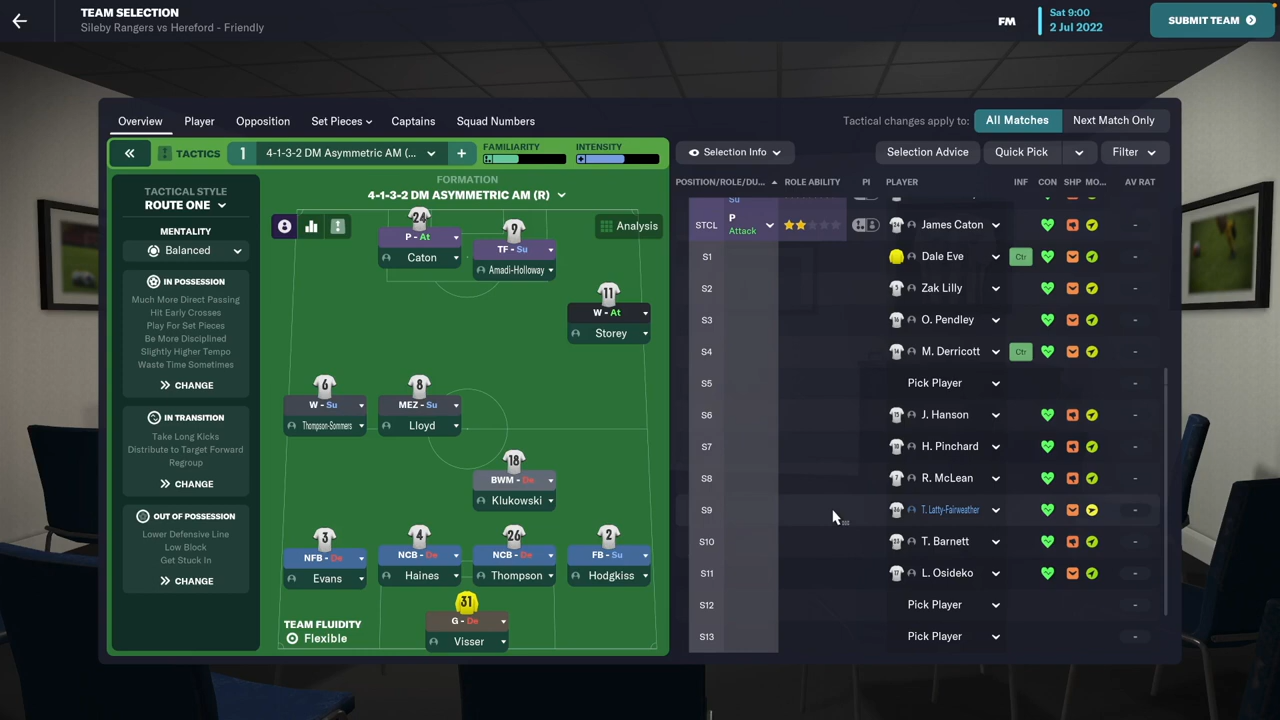 TEAM SELECTION
Sileby Rangers vs Hereford - Friendly
FM
Sat 9:00
2 Jul 2022
SUBMIT TEAM
Overview
Player
Opposition
Set Pieces
Captains
Squad Numbers
Tactical changes apply to:
All Matches
Next Match Only
TACTICS
1
4-1-3-2 DM Asymmetric AM (...
FAMILIARITY
INTENSITY
TACTICAL STYLE
ROUTE ONE
MENTALITY
Balanced
IN POSSESSION
Much More Direct Passing
Hit Early Crosses
Play For Set Pieces
Be More Disciplined
Slightly Higher Tempo
Waste Time Sometimes
CHANGE
IN TRANSITION
Take Long Kicks
Distribute to Target Forward
Regroup
CHANGE
OUT OF POSSESSION
Lower Defensive Line
Low Block
Get Stuck In
CHANGE
FORMATION
4-1-3-2 DM ASYMMETRIC AM (R)
Analysis
24
P - At
Caton
9
TF - Su
Amadi-Holloway
11
W - At
Storey
6
W - Su
Thompson-Sommers
8
MEZ - Su
Lloyd
18
BWM - De
Klukowski
3
NFB - De
Evans
4
NCB - De
Haines
26
NCB - De
Thompson
2
FB - Su
Hodgkiss
31
G - De
Visser
TEAM FLUIDITY
Flexible
Selection Info
Selection Advice
Quick Pick
Filter
POSITION/ROLE/DU...
ROLE ABILITY
PI
PLAYER
INF
CON
SHP
MO...
AV RAT
Su
STCL
P
Attack
James Caton
S1 Dale Eve Ctr -
S2 Zak Lilly -
S3 O. Pendley -
S4 M. Derricott Ctr -
S5 Pick Player
S6 J. Hanson -
S7 H. Pinchard -
S8 R. McLean -
S9 T. Latty-Fairweather -
S10 T. Barnett -
S11 L. Osideko -
S12 Pick Player
S13 Pick Player